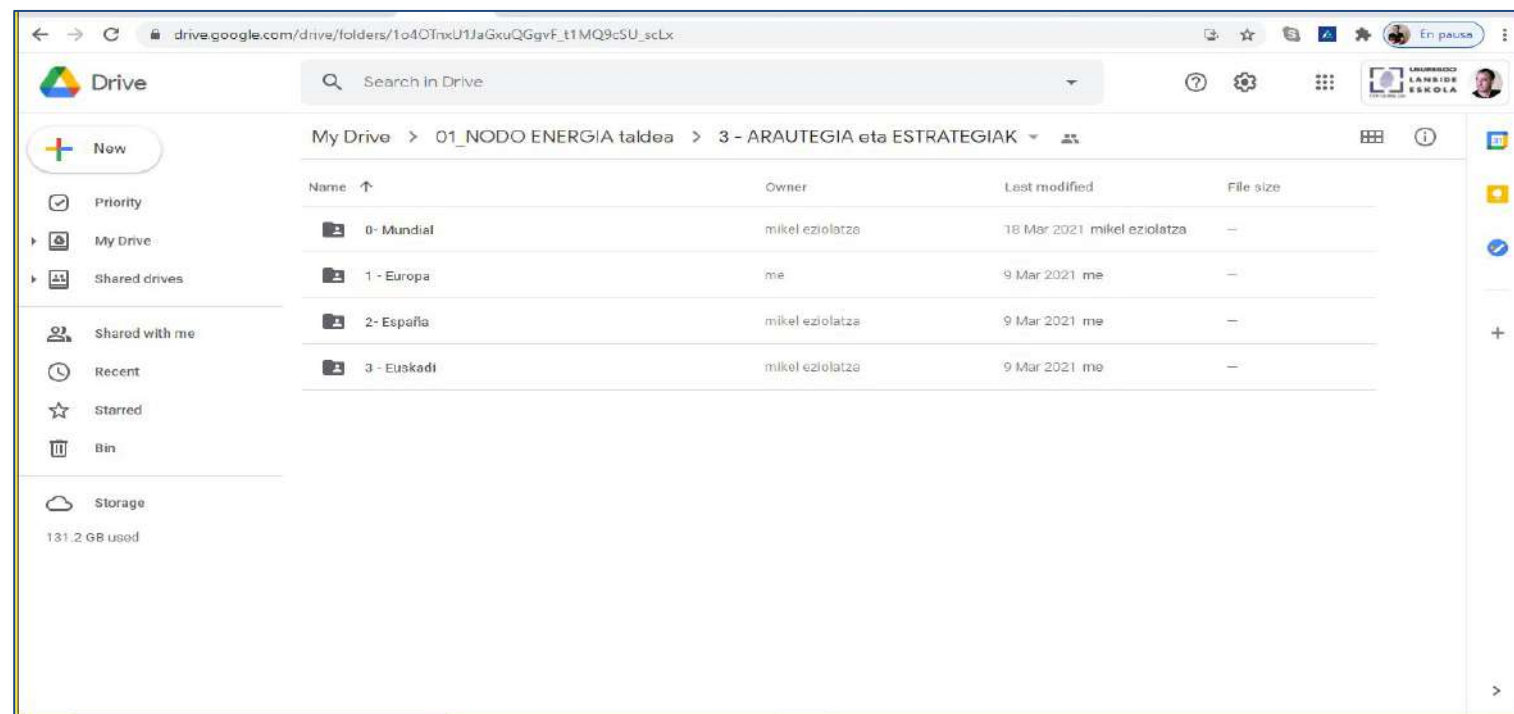 drive.google.com/drive/folders/1o4OTnxU1JaGxuQGgvF_t1MQ9cSU_scLx
En pausa
Drive
Search in Drive
LANBIDE
ESKOLA
New
My Drive > 01_NODO ENERGIA taldea > 3 - ARAUTEGIA eta ESTRATEGIAK
Name Owner Last modified File size
Priority
0- Mundial mikel eziolatza 18 Mar 2021 mikel eziolatza —
My Drive
1 - Europa me 9 Mar 2021 me —
Shared drives
2- España mikel eziolatza 9 Mar 2021 me —
Shared with me
3 - Euskadi mikel eziolatza 9 Mar 2021 me —
Recent
Starred
Bin
Storage
131.2 GB used
31